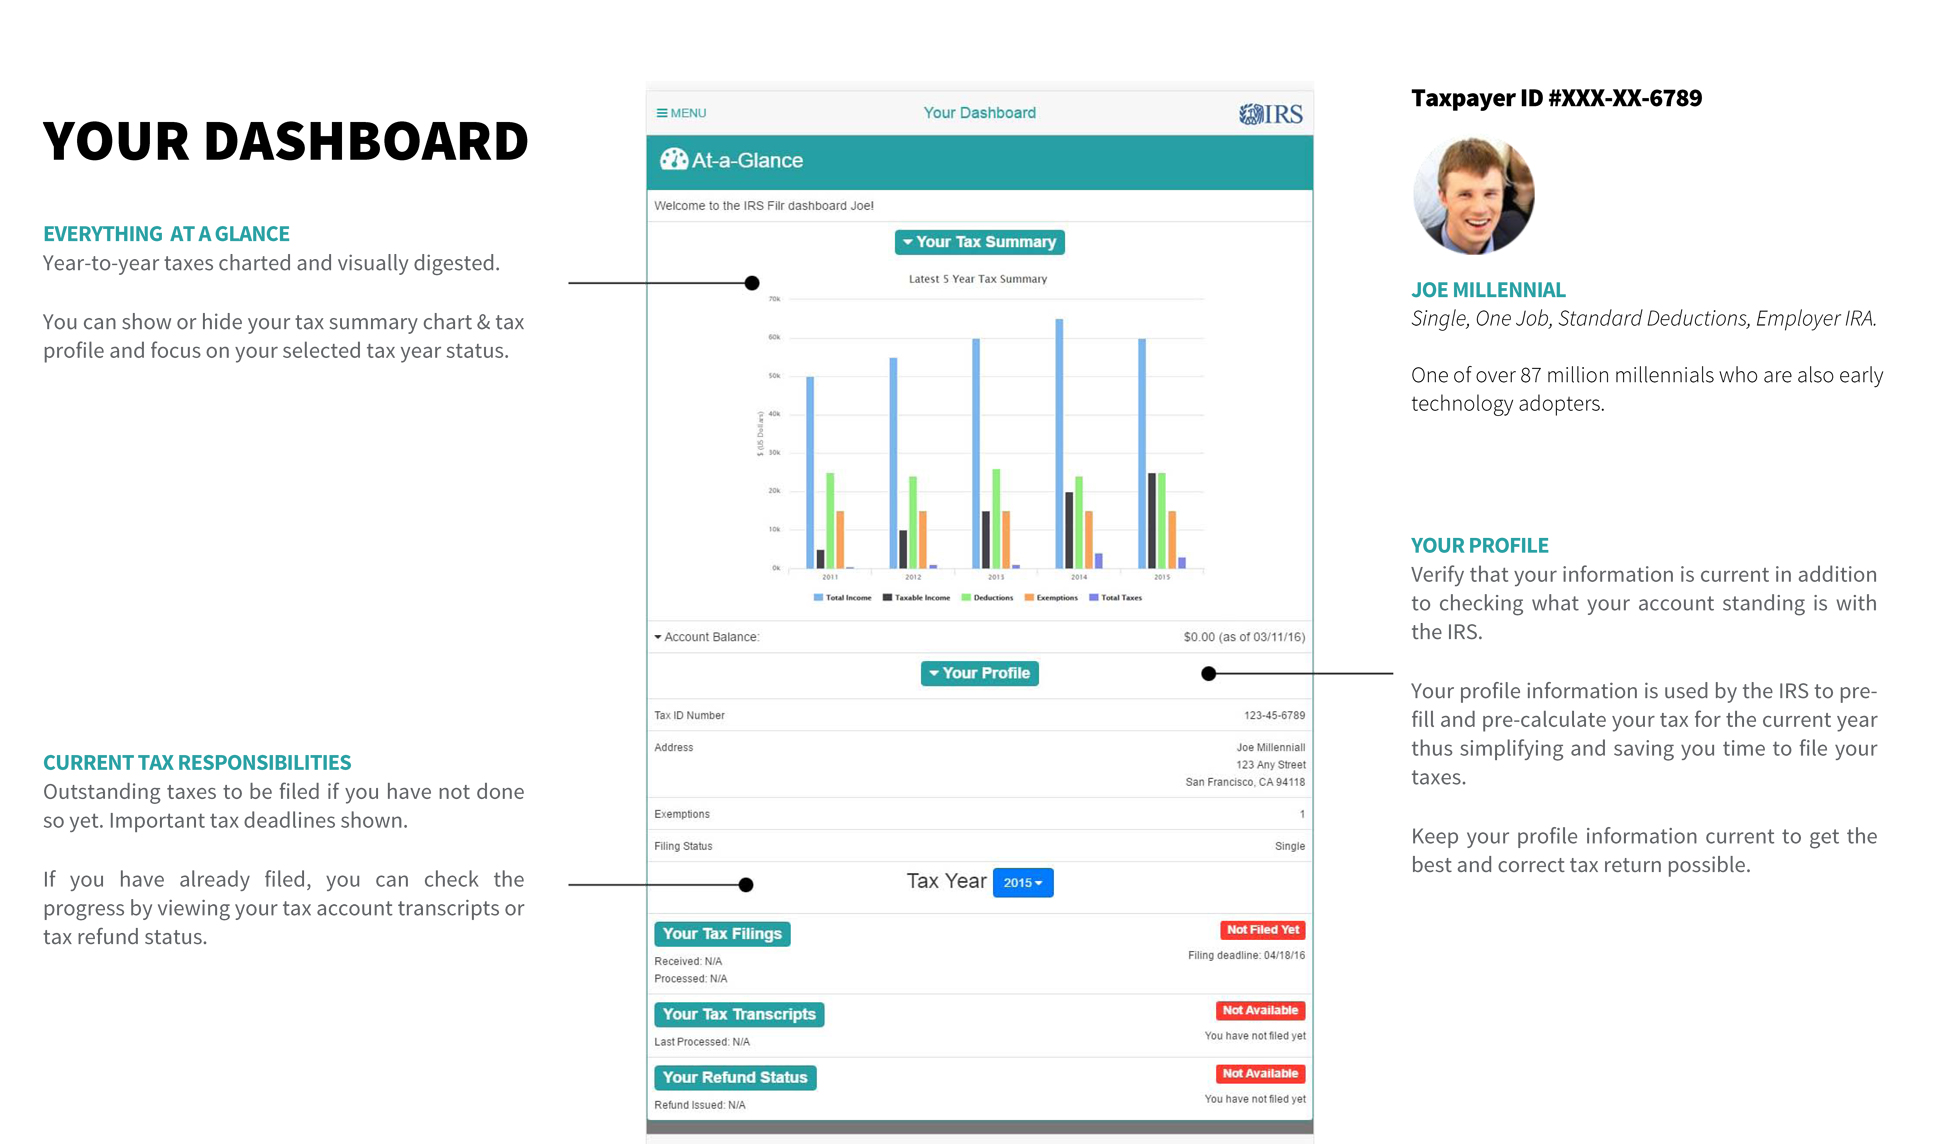 YOUR DASHBOARD
EVERYTHING AT A GLANCE
Year-to-year taxes charted and visually digested.
You can show or hide your tax summary chart & tax
profile and focus on your selected tax year status.
CURRENT TAX RESPONSIBILITIES
Outstanding taxes to be filed if you have not done
so yet. Important tax deadlines shown.
If you have already filed, you can check the
progress by viewing your tax account transcripts or
tax refund status.
MENU
Your Dashboard
IRS
At-a-Glance
Welcome to the IRS Filr dashboard Joe!
Your Tax Summary
Latest 5 Year Tax Summary
$ (US Dollars)
70k
60k
50k
40k
30k
20k
10k
0k
2011 2012 2013 2014 2015
Total Income Taxable Income Deductions Exemptions Total Taxes
Account Balance: $0.00 (as of 03/11/16)
Your Profile
Tax ID Number 123-45-6789
Address Joe Millenniall
123 Any Street
San Francisco, CA 94118
Exemptions 1
Filing Status Single
Tax Year 2015
Your Tax Filings Not Filed Yet
Received: N/A Filing deadline: 04/18/16
Processed: N/A
Your Tax Transcripts Not Available
Last Processed: N/A You have not filed yet
Your Refund Status Not Available
Refund Issued: N/A You have not filed yet
Taxpayer ID #XXX-XX-6789
JOE MILLENNIAL
Single, One Job, Standard Deductions, Employer IRA.
One of over 87 million millennials who are also early
technology adopters.
YOUR PROFILE
Verify that your information is current in addition
to checking what your account standing is with
the IRS.
Your profile information is used by the IRS to pre-
fill and pre-calculate your tax for the current year
thus simplifying and saving you time to file your
taxes.
Keep your profile information current to get the
best and correct tax return possible.